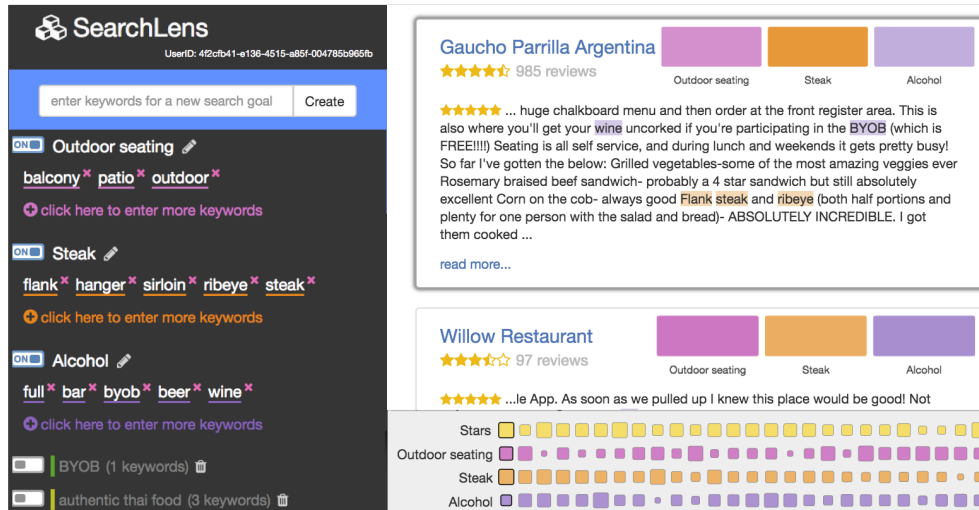 SearchLens
UserID: 4f2cfb41-e136-4515-a85f-004785b965fb
enter keywords for a new search goal
Create
ON Outdoor seating
balcony × patio × outdoor ×
click here to enter more keywords
ON Steak
flank × hanger × sirloin × ribeye × steak ×
click here to enter more keywords
ON Alcohol
full × bar × byob × beer × wine ×
click here to enter more keywords
BYOB (1 keywords)
authentic thai food (3 keywords)
Gaucho Parrilla Argentina
985 reviews
Outdoor seating
Steak
Alcohol
... huge chalkboard menu and then order at the front register area. This is
also where you'll get your wine uncorked if you're participating in the BYOB (which is
FREE!!!!) Seating is all self service, and during lunch and weekends it gets pretty busy!
So far I've gotten the below: Grilled vegetables-some of the most amazing veggies ever
Rosemary braised beef sandwich- probably a 4 star sandwich but still absolutely
excellent Corn on the cob- always good Flank steak and ribeye (both half portions and
plenty for one person with the salad and bread)- ABSOLUTELY INCREDIBLE. I got
them cooked ...
read more...
Willow Restaurant
97 reviews
Outdoor seating
Steak
Alcohol
...le App. As soon as we pulled up I knew this place would be good! Not
Stars
Outdoor seating
Steak
Alcohol